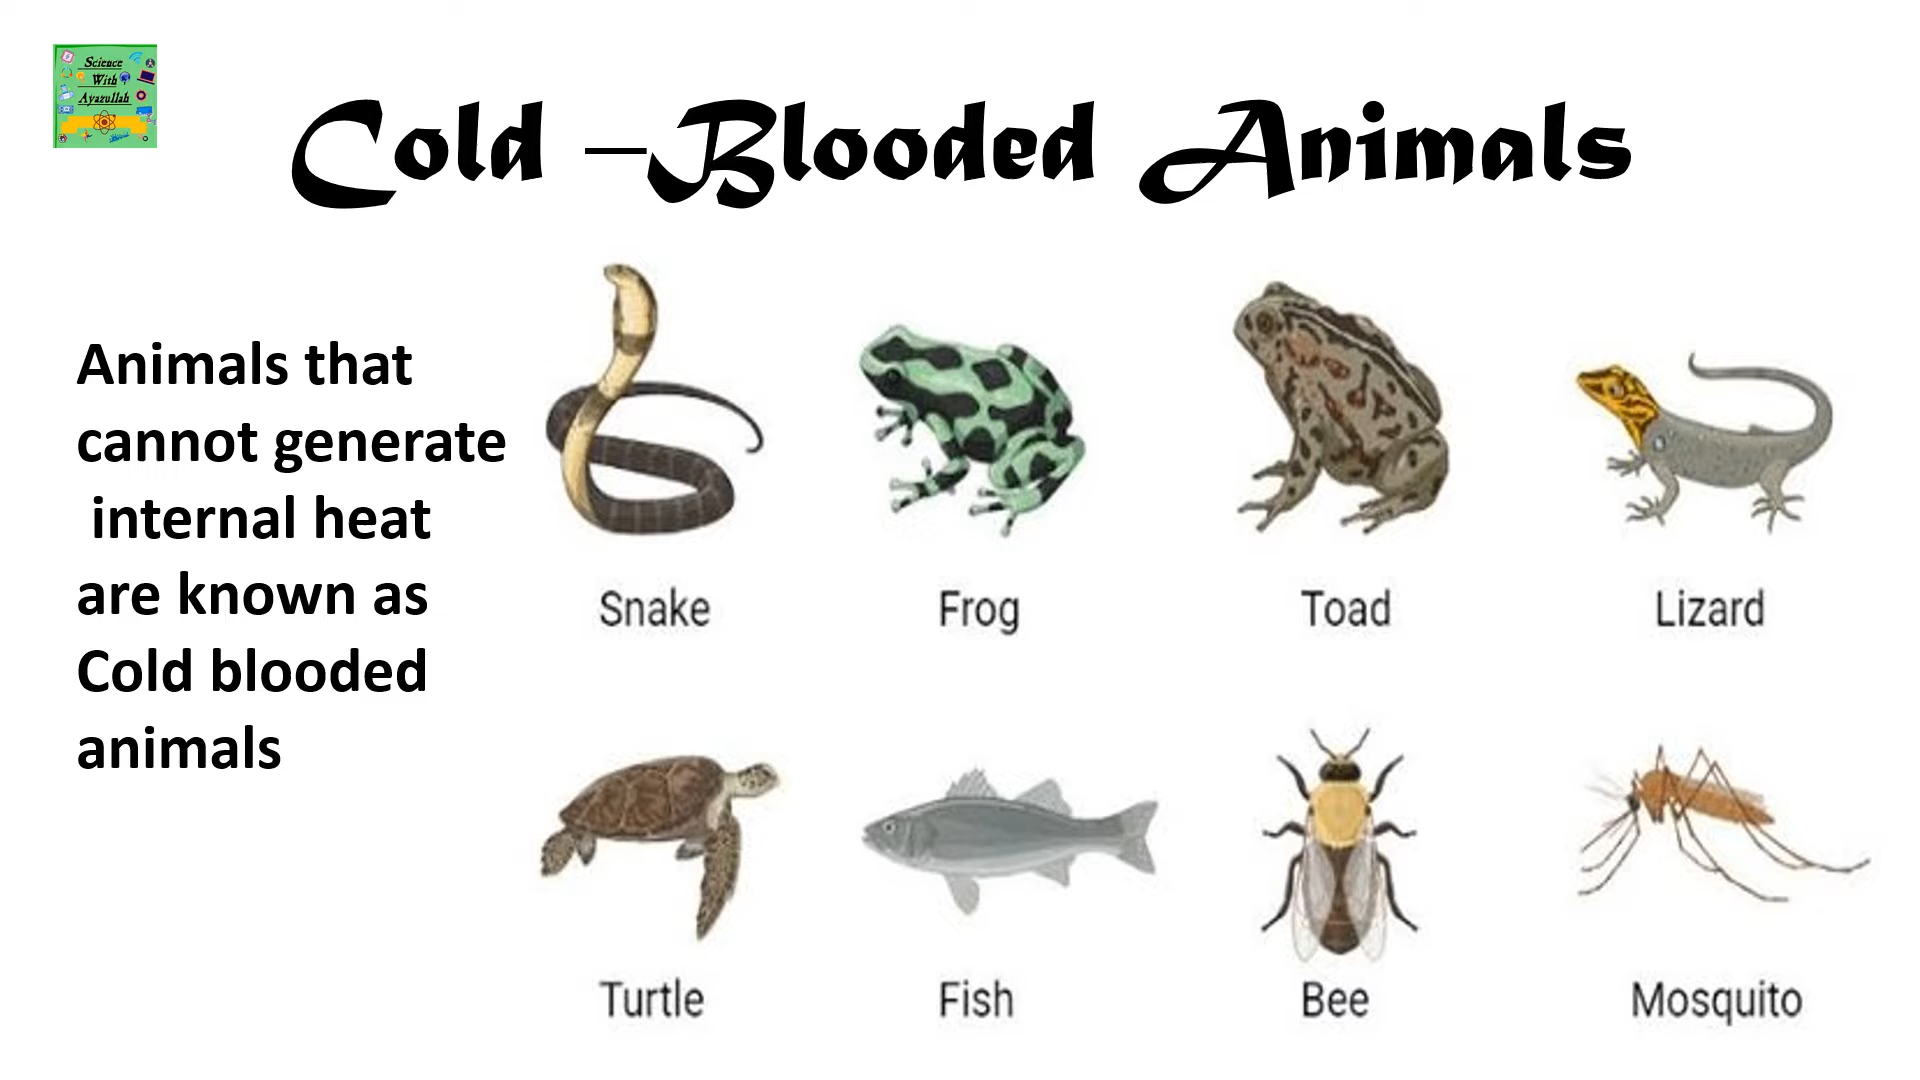 Science
With
Ayazullah
Cold –Blooded Animals
Animals that
cannot generate
internal heat
are known as
Cold blooded
animals
Snake Frog Toad Lizard
Turtle Fish Bee Mosquito